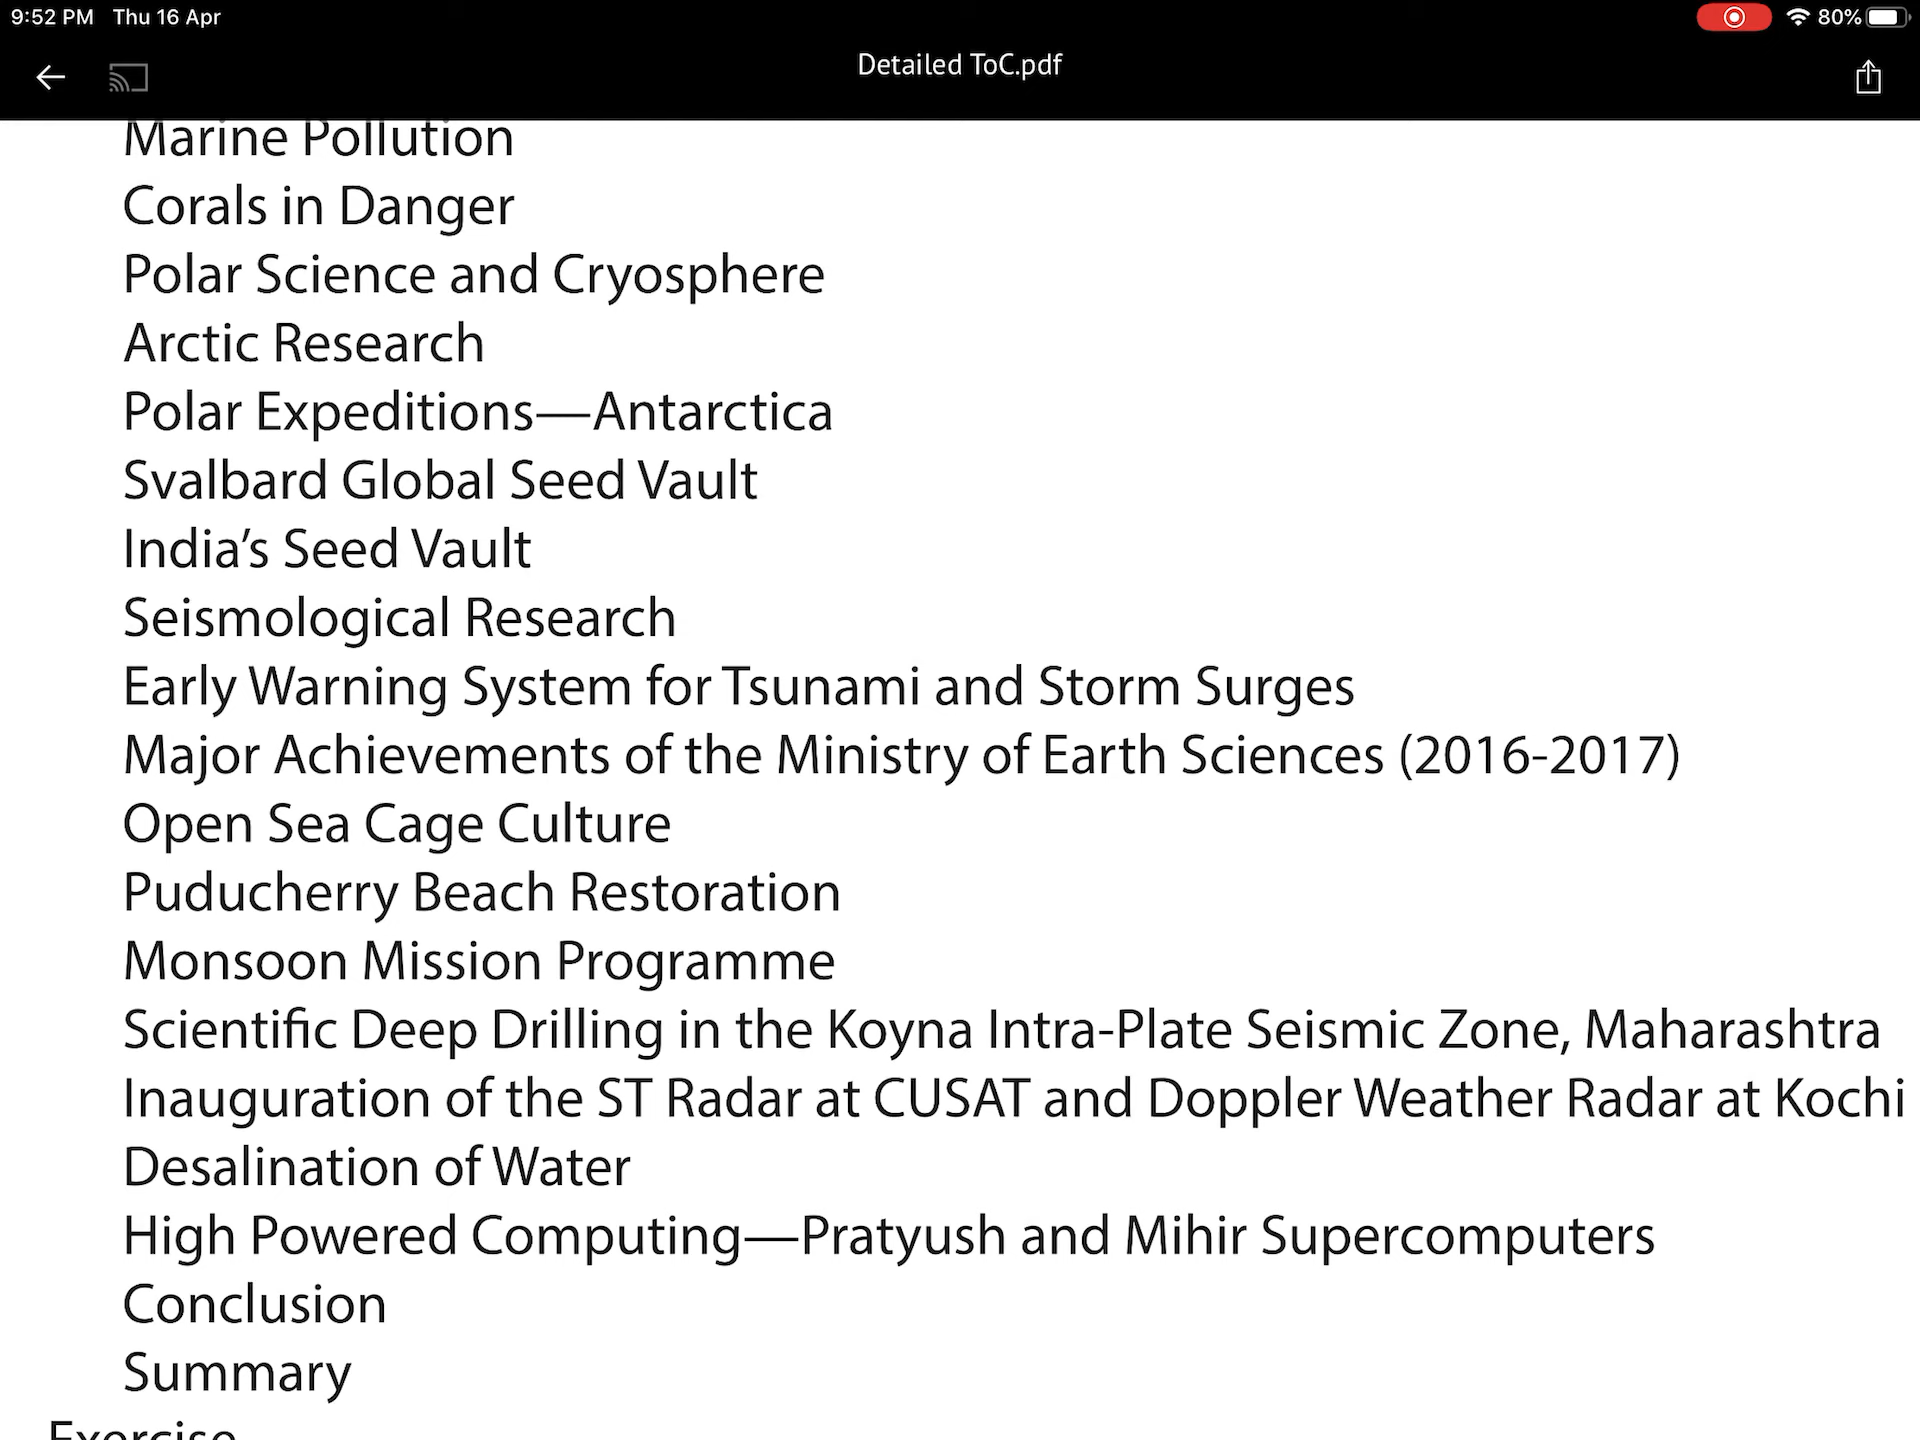 9:52 PM Thu 16 Apr
80%
Detailed ToC.pdf
Marine Pollution
Corals in Danger
Polar Science and Cryosphere
Arctic Research
Polar Expeditions—Antarctica
Svalbard Global Seed Vault
India’s Seed Vault
Seismological Research
Early Warning System for Tsunami and Storm Surges
Major Achievements of the Ministry of Earth Sciences (2016-2017)
Open Sea Cage Culture
Puducherry Beach Restoration
Monsoon Mission Programme
Scientific Deep Drilling in the Koyna Intra-Plate Seismic Zone, Maharashtra
Inauguration of the ST Radar at CUSAT and Doppler Weather Radar at Kochi
Desalination of Water
High Powered Computing—Pratyush and Mihir Supercomputers
Conclusion
Summary
Exercise